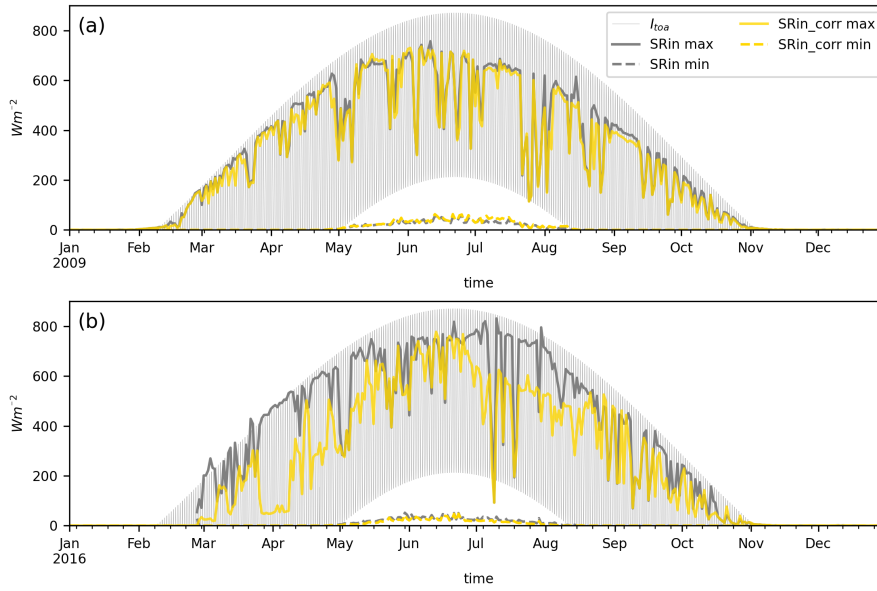 (a)
I_toa
SRin max
SRin min
SRin_corr max
SRin_corr min
800
600
400
200
0
Wm⁻²
Jan Feb Mar Apr May Jun Jul Aug Sep Oct Nov Dec
2009
time
(b)
800
600
400
200
0
Wm⁻²
Jan Feb Mar Apr May Jun Jul Aug Sep Oct Nov Dec
2016
time